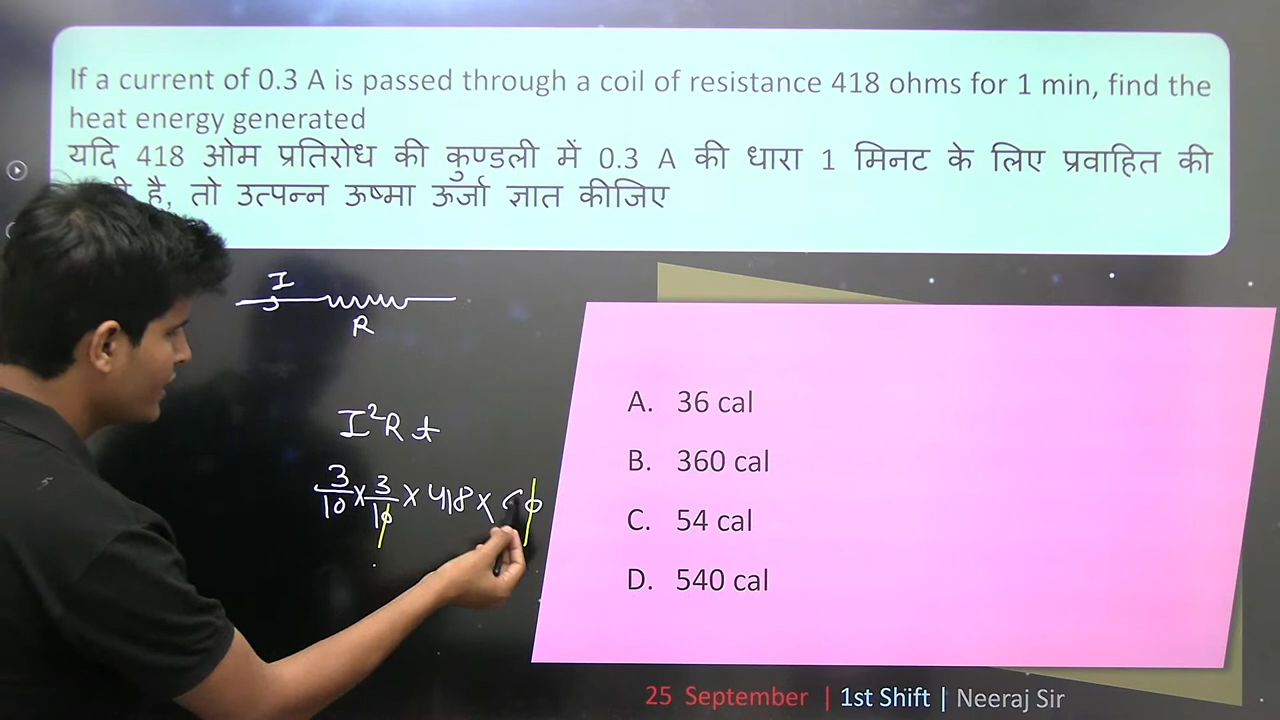 If a current of 0.3 A is passed through a coil of resistance 418 ohms for 1 min, find the
heat energy generated
यदि 418 ओम प्रतिरोध की कुण्डली में 0.3 A की धारा 1 मिनट के लिए प्रवाहित की
है, तो उत्पन्न ऊष्मा ऊर्जा ज्ञात कीजिए
I
R
I²Rt
3/10 × 3/10 × 418 × 60
A. 36 cal
B. 360 cal
C. 54 cal
D. 540 cal
25 September | 1st Shift | Neeraj Sir